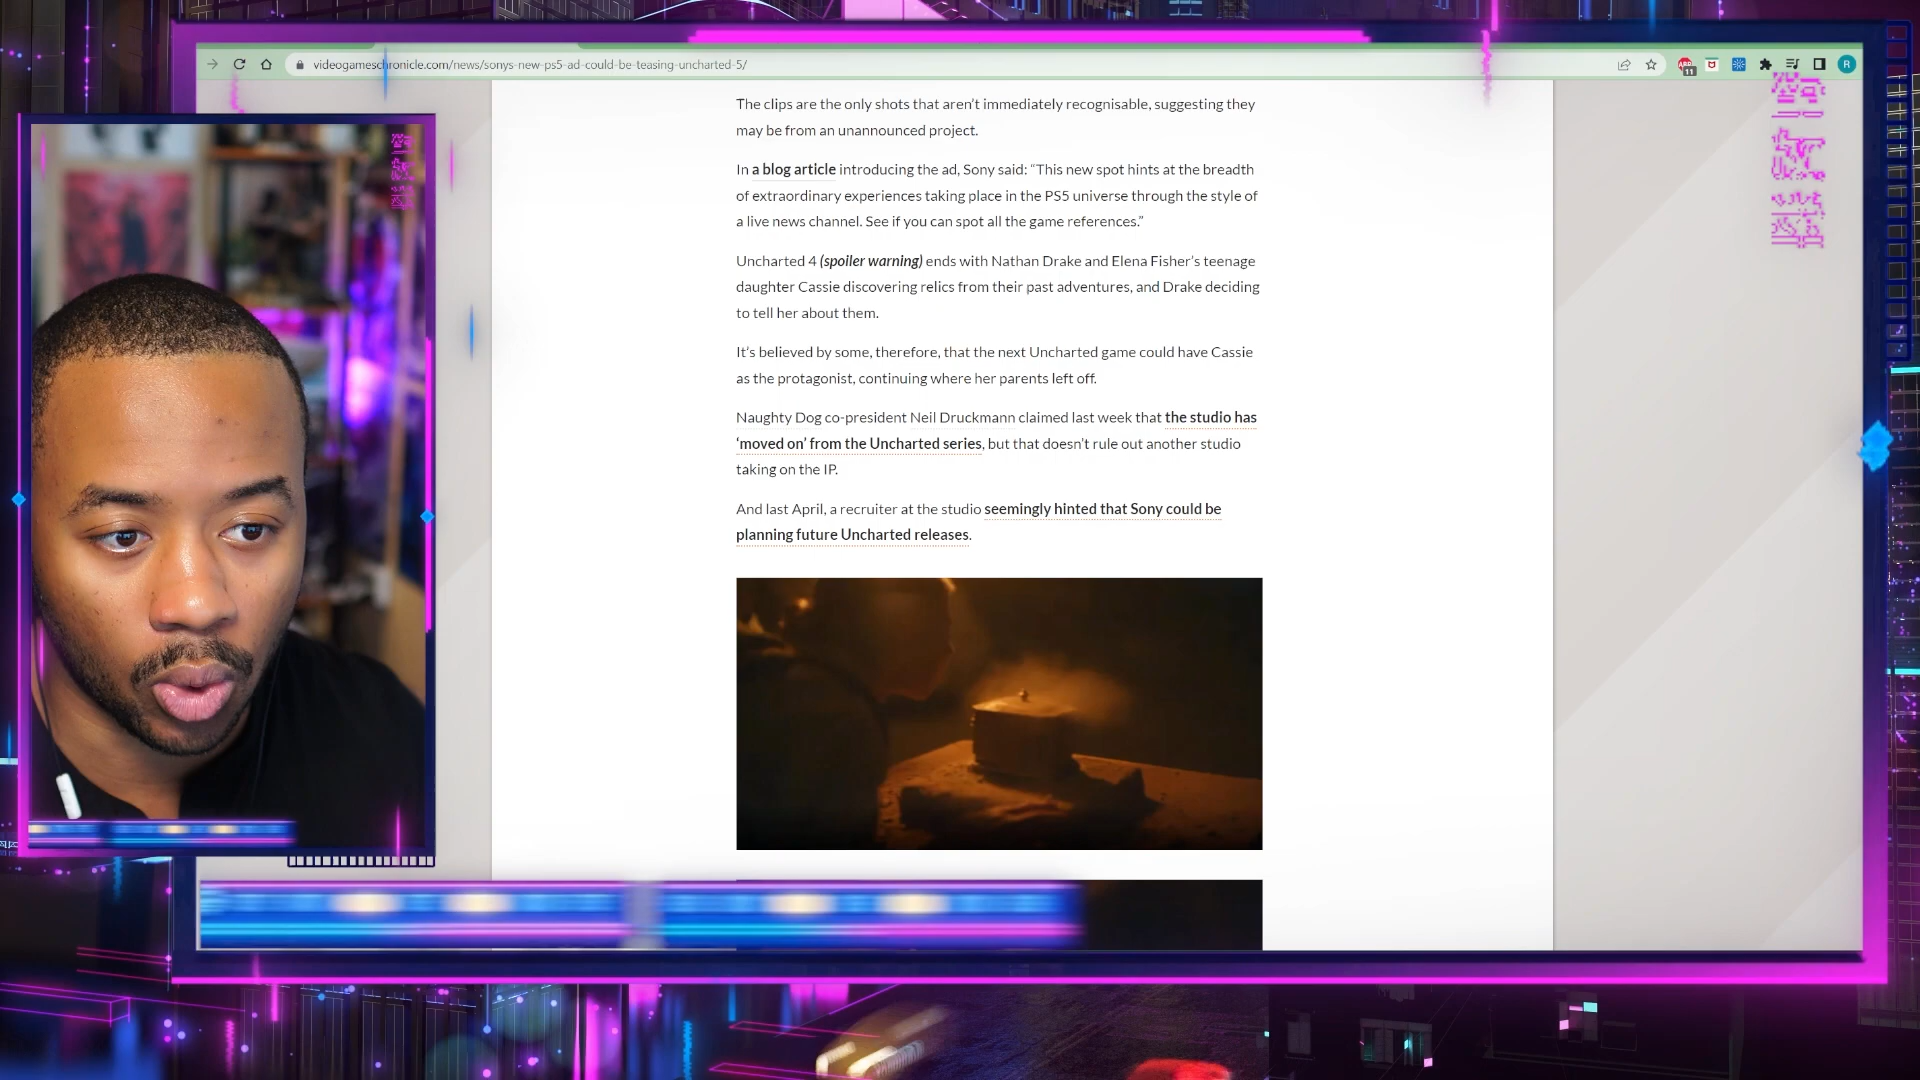 videogameschronicle.com/news/sonys-new-ps5-ad-could-be-teasing-uncharted-5/
11
R
The clips are the only shots that aren’t immediately recognisable, suggesting they
may be from an unannounced project.
In a blog article introducing the ad, Sony said: “This new spot hints at the breadth
of extraordinary experiences taking place in the PS5 universe through the style of
a live news channel. See if you can spot all the game references.”
Uncharted 4 (spoiler warning) ends with Nathan Drake and Elena Fisher’s teenage
daughter Cassie discovering relics from their past adventures, and Drake deciding
to tell her about them.
It’s believed by some, therefore, that the next Uncharted game could have Cassie
as the protagonist, continuing where her parents left off.
Naughty Dog co-president Neil Druckmann claimed last week that the studio has
‘moved on’ from the Uncharted series, but that doesn’t rule out another studio
taking on the IP.
And last April, a recruiter at the studio seemingly hinted that Sony could be
planning future Uncharted releases.